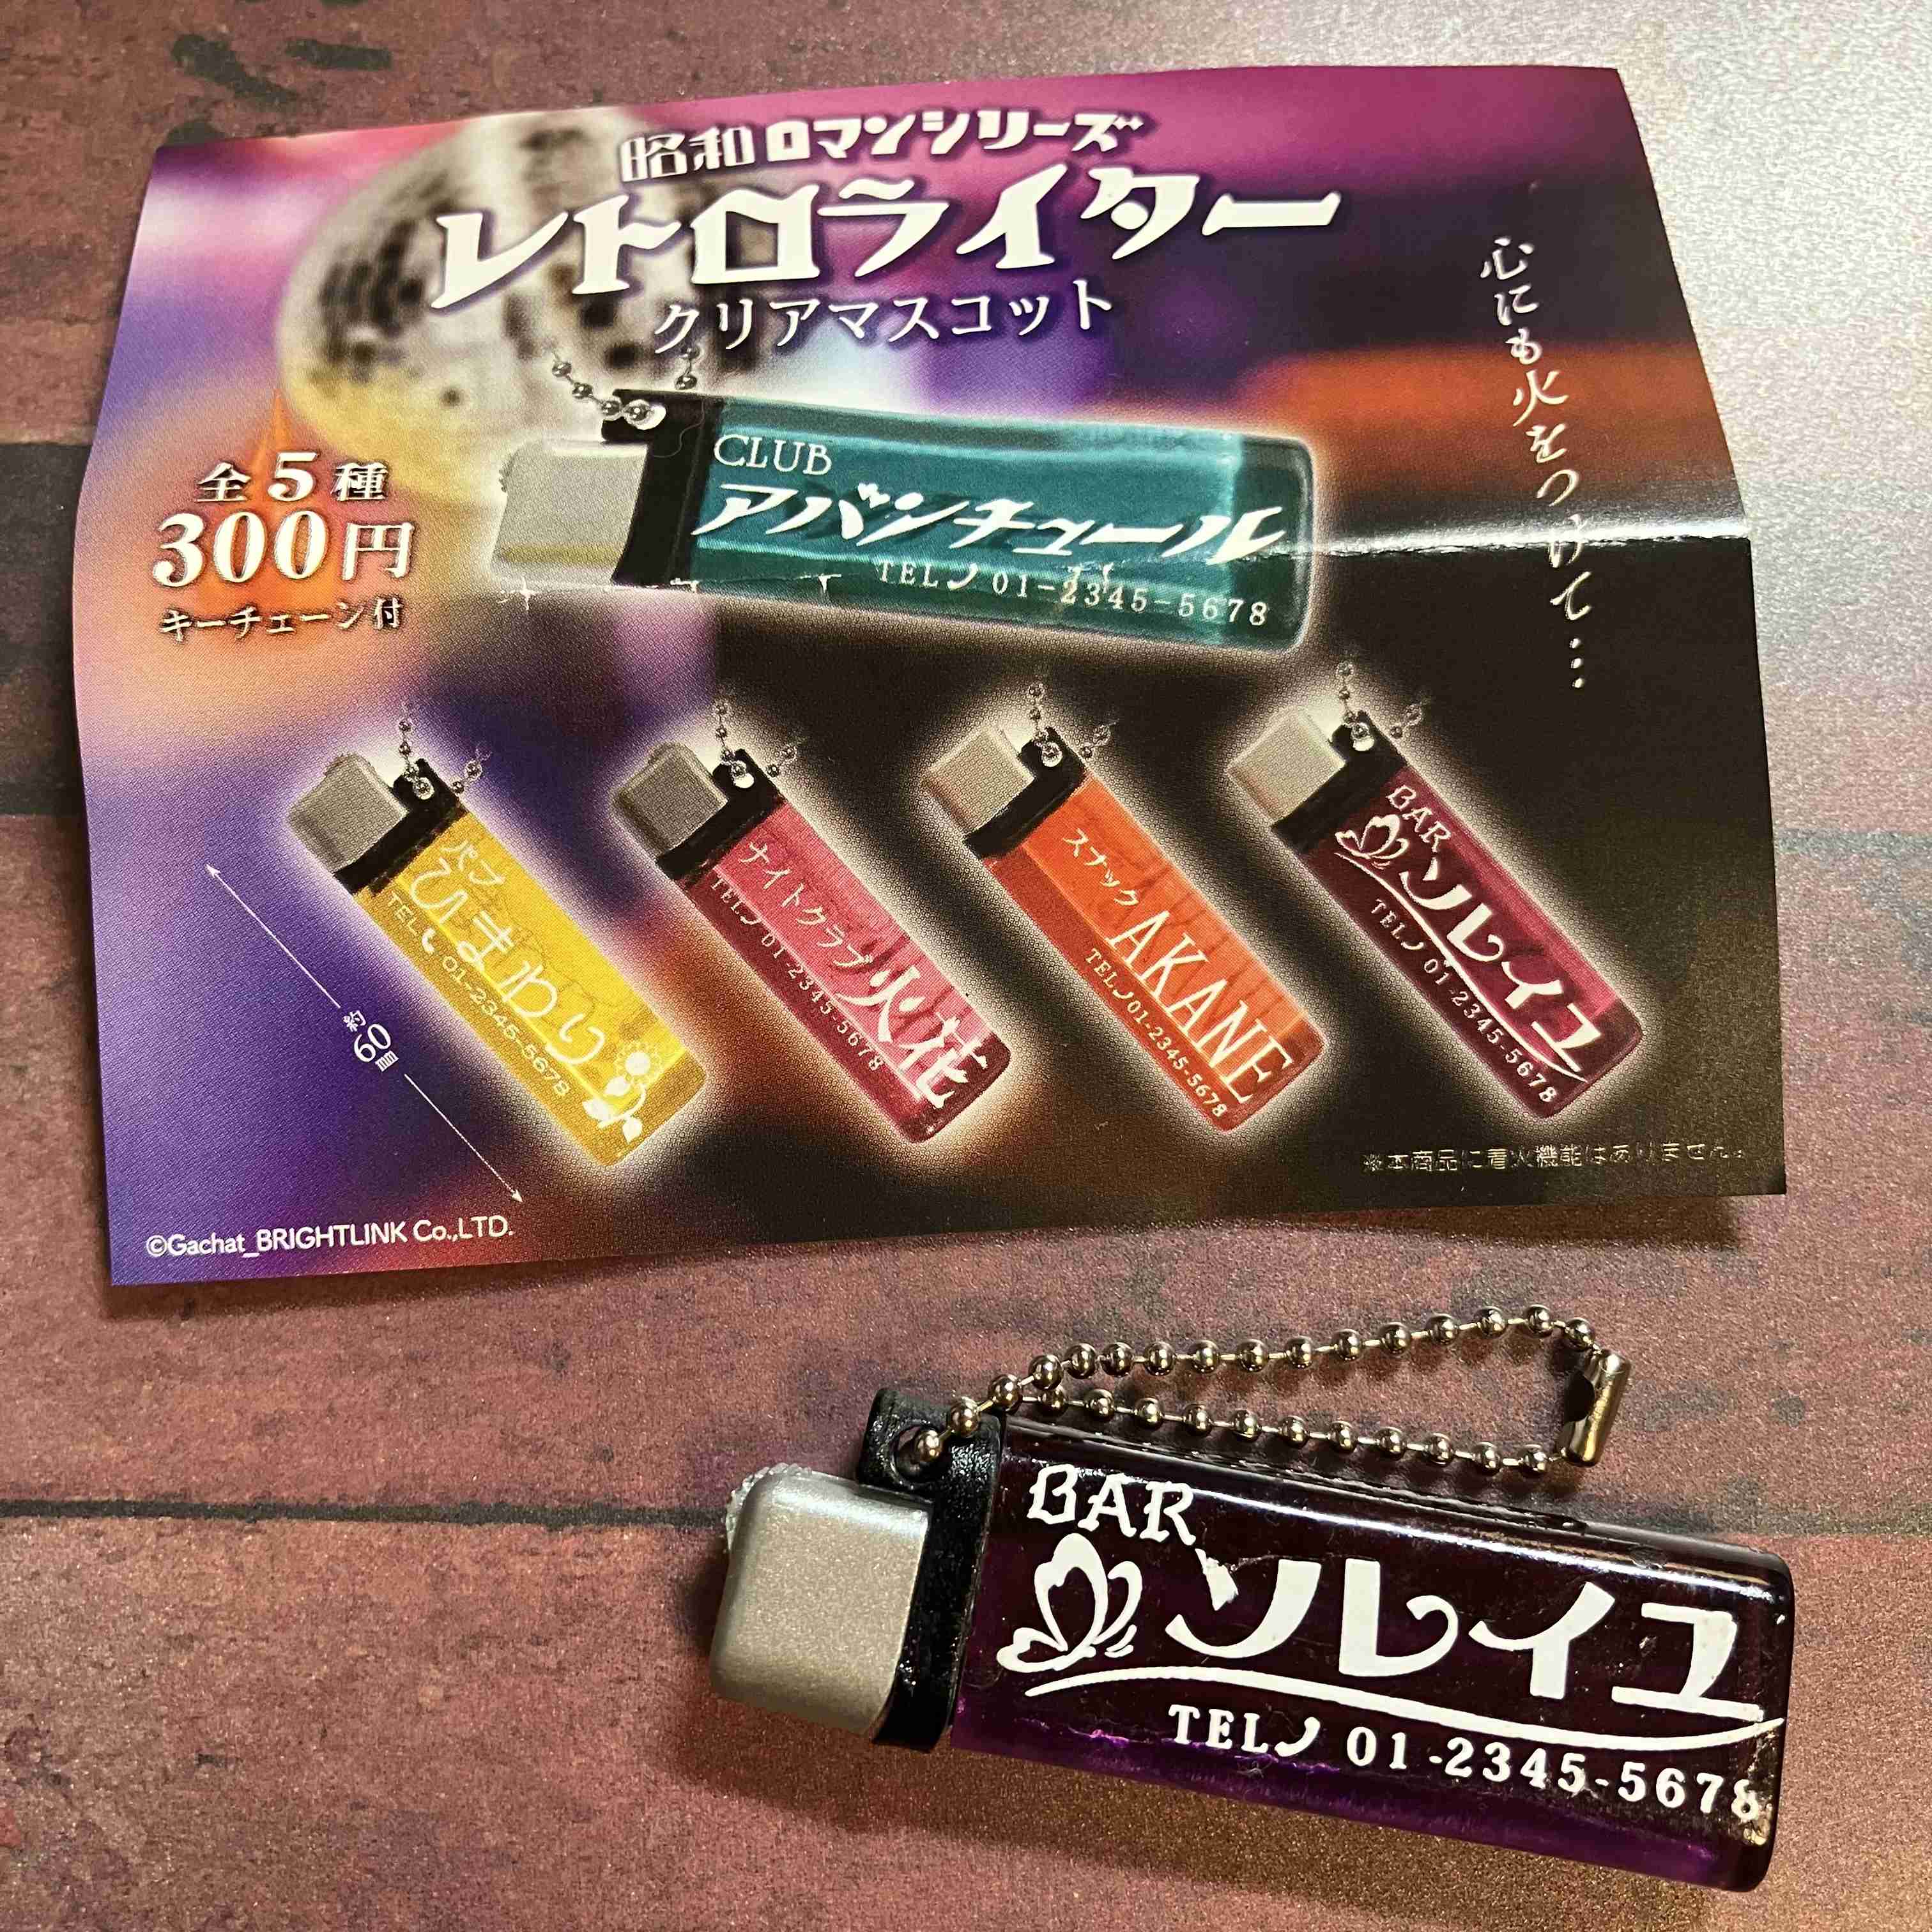 昭和ロマンシリーズ
レトロライター
クリアマスコット
心にも火をつけて…
全5種
300円
キーチェーン付
CLUB
アバンチュール
TEL 01-2345-5678
パブ
ひまわり
TEL 01-2345-5678
ナイトクラブ 火花
TEL 01-2345-5678
スナック AKANE
TEL 01-2345-5678
BAR
ソレイユ
TEL 01-2345-5678
約60㎜
※本商品に着火機能はありません。
©Gachat_BRIGHTLINK Co.,LTD.
BAR
ソレイユ
TEL 01-2345-5678